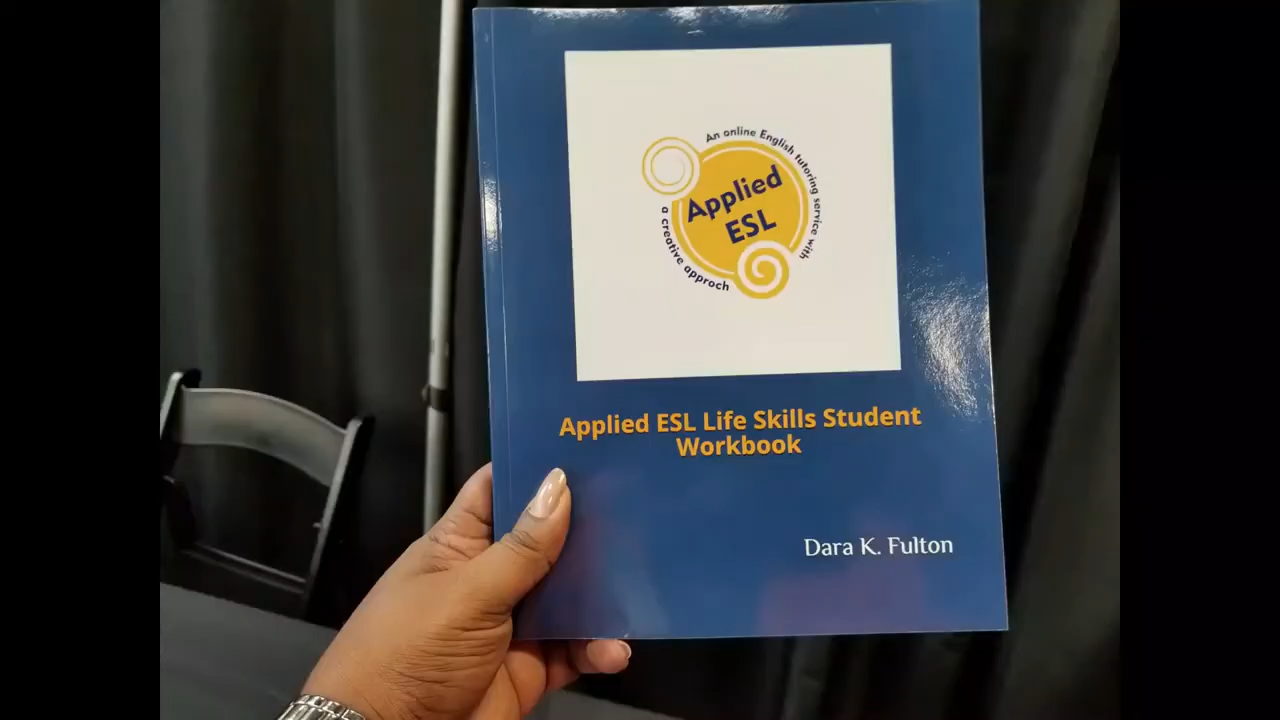 An online English tutoring service with
a creative approch
Applied
ESL
Applied ESL Life Skills Student
Workbook
Dara K. Fulton